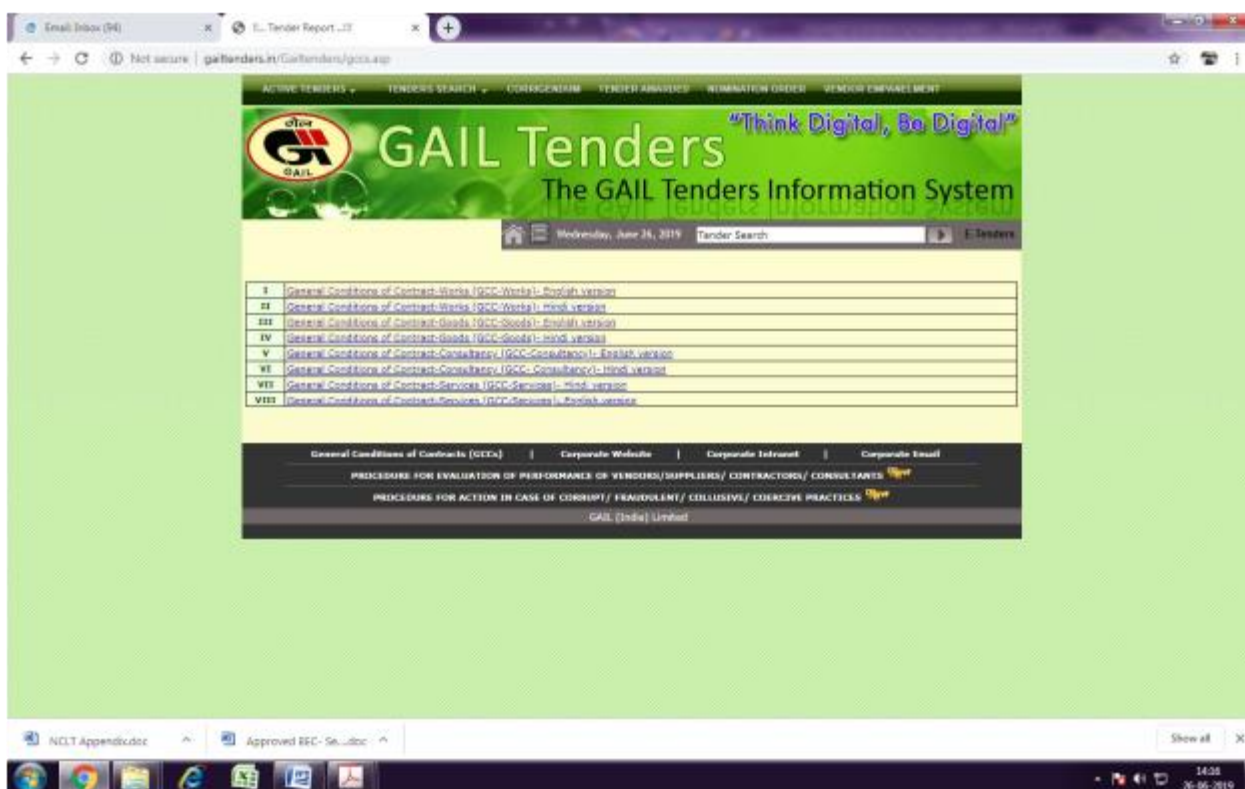 Email: Inbox (94)
Tender Report
Not secure | gailtenders.in/Gailtenders/gccs.asp
ACTIVE TENDERS TENDERS SEARCH CORRIGENDUM TENDER AWARDED NOMINATION ORDER VENDOR EMPANELMENT
गेल
GAIL
GAIL Tenders
"Think Digital, Be Digital"
The GAIL Tenders Information System
Wednesday, June 26, 2019 Tender Search E-Tenders
I General Conditions of Contract-Works (GCC-Works)- English version
II General Conditions of Contract-Works (GCC-Works)- Hindi version
III General Conditions of Contract-Goods (GCC-Goods)- English version
IV General Conditions of Contract-Goods (GCC-Goods)- Hindi version
V General Conditions of Contract-Consultancy (GCC-Consultancy)- English version
VI General Conditions of Contract-Consultancy (GCC- Consultancy)- Hindi version
VII General Conditions of Contract-Services (GCC-Services)- Hindi version
VIII General Conditions of Contract-Services (GCC-Services)- English version
General Conditions of Contracts (GCCs) | Corporate Website | Corporate Intranet | Corporate Email
PROCEDURE FOR EVALUATION OF PERFORMANCE OF VENDORS/SUPPLIERS/ CONTRACTORS/ CONSULTANTS
PROCEDURE FOR ACTION IN CASE OF CORRUPT/ FRAUDULENT/ COLLUSIVE/ COERCIVE PRACTICES
GAIL (India) Limited
NCLT Appendix.doc Approved BEC- Se....doc Show all
26-06-2019